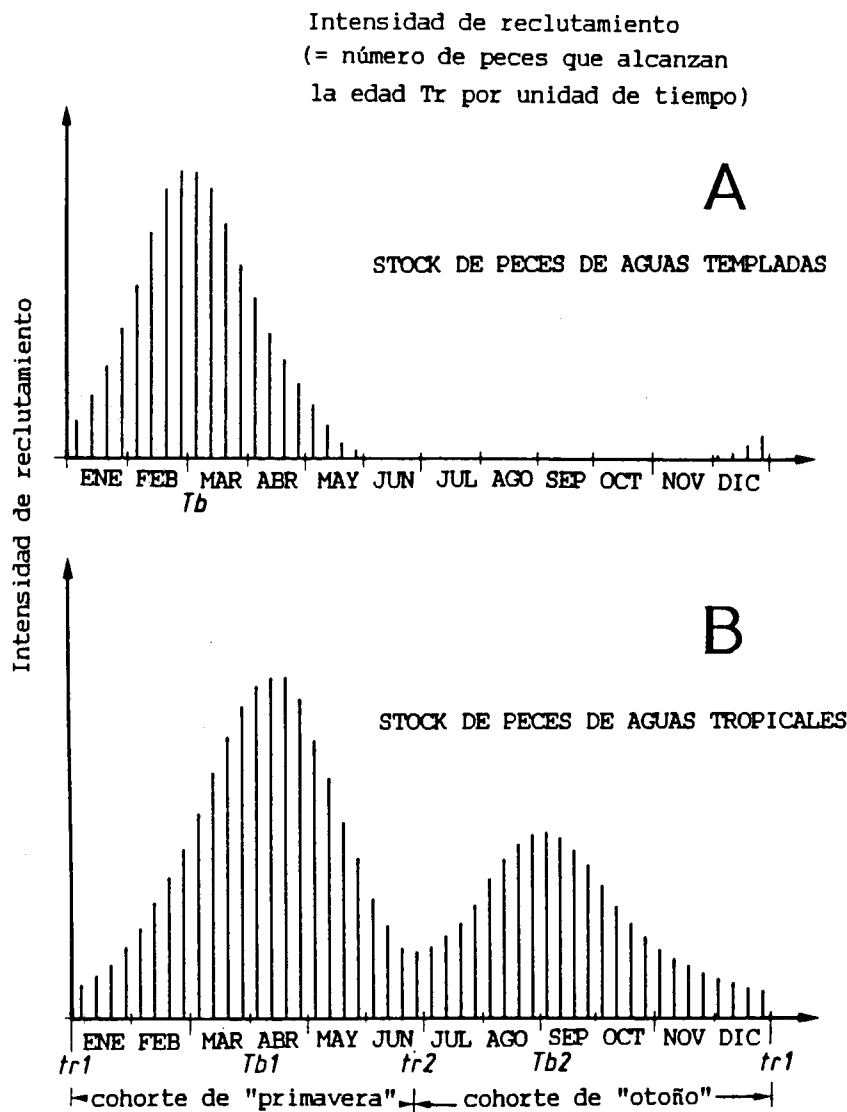 Intensidad de reclutamiento
(= número de peces que alcanzan
la edad Tr por unidad de tiempo)
A
STOCK DE PECES DE AGUAS TEMPLADAS
Intensidad de reclutamiento
ENE FEB MAR ABR MAY JUN JUL AGO SEP OCT NOV DIC
Tb
B
STOCK DE PECES DE AGUAS TROPICALES
ENE FEB MAR ABR MAY JUN JUL AGO SEP OCT NOV DIC
tr1 Tb1 tr2 Tb2 tr1
cohorte de "primavera" cohorte de "otoño"